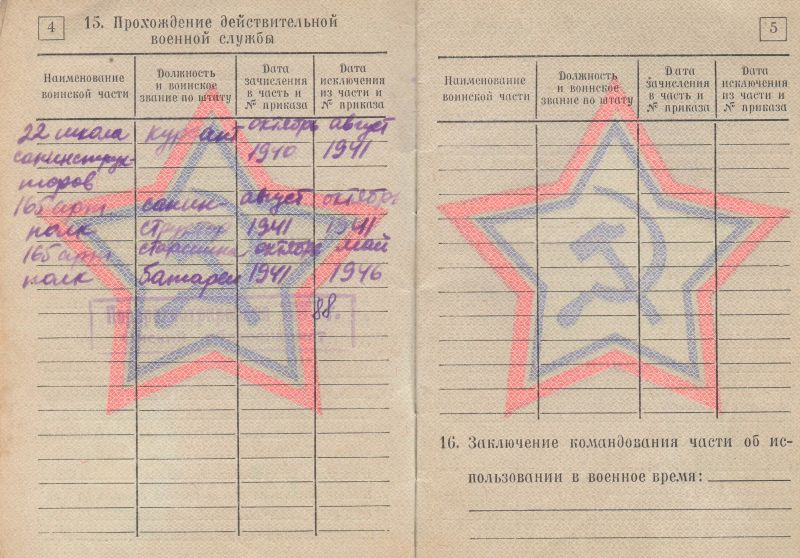 4
15. Прохождение действительной
военной службы
Наименование
воинской части
Должность
и воинское
звание по штату
Дата
зачисления
в часть и
№ приказа
Дата
исключения
из части и
№ приказа
22 школа курсант октябрь август
санинструк- 1940 1941
торов
165 арт санин- август октябрь
полк структор 1941 1941
165 арт старшина октябрь май
полк батареи 1941 1946
88.
5
Наименование
воинской части
Должность
и воинское
звание по штату
Дата
зачисления
в часть и
№ приказа
Дата
исключения
из части и
№ приказа
16. Заключение командования части об ис-
пользовании в военное время: